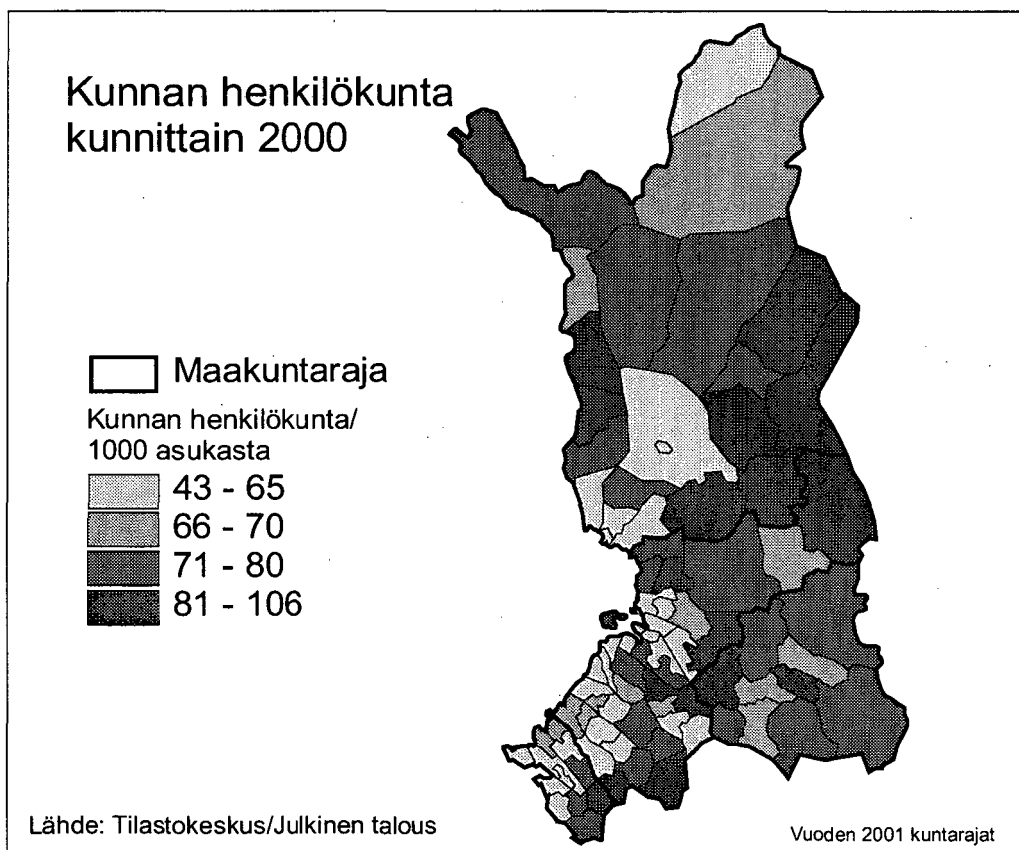 Kunnan henkilökunta
kunnittain 2000
Maakuntaraja
Kunnan henkilökunta/
1000 asukasta
43 - 65
66 - 70
71 - 80
81 - 106
Lähde: Tilastokeskus/Julkinen talous
Vuoden 2001 kuntarajat